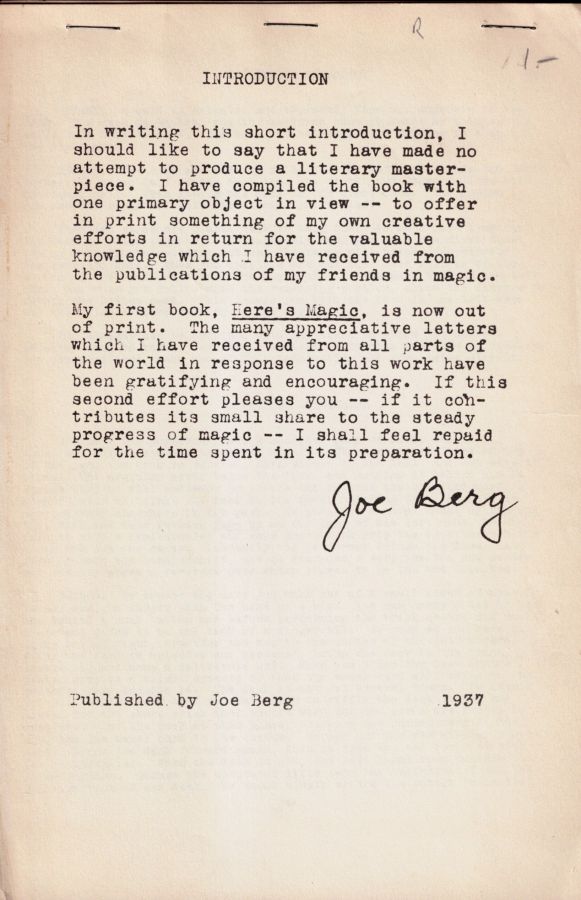 R
INTRODUCTION
In writing this short introduction, I
should like to say that I have made no
attempt to produce a literary master-
piece. I have compiled the book with
one primary object in view -- to offer
in print something of my own creative
efforts in return for the valuable
knowledge which I have received from
the publications of my friends in magic.
My first book, Here's Magic, is now out
of print. The many appreciative letters
which I have received from all parts of
the world in response to this work have
been gratifying and encouraging. If this
second effort pleases you -- if it con-
tributes its small share to the steady
progress of magic -- I shall feel repaid
for the time spent in its preparation.
Joe Berg
Published by Joe Berg 1937